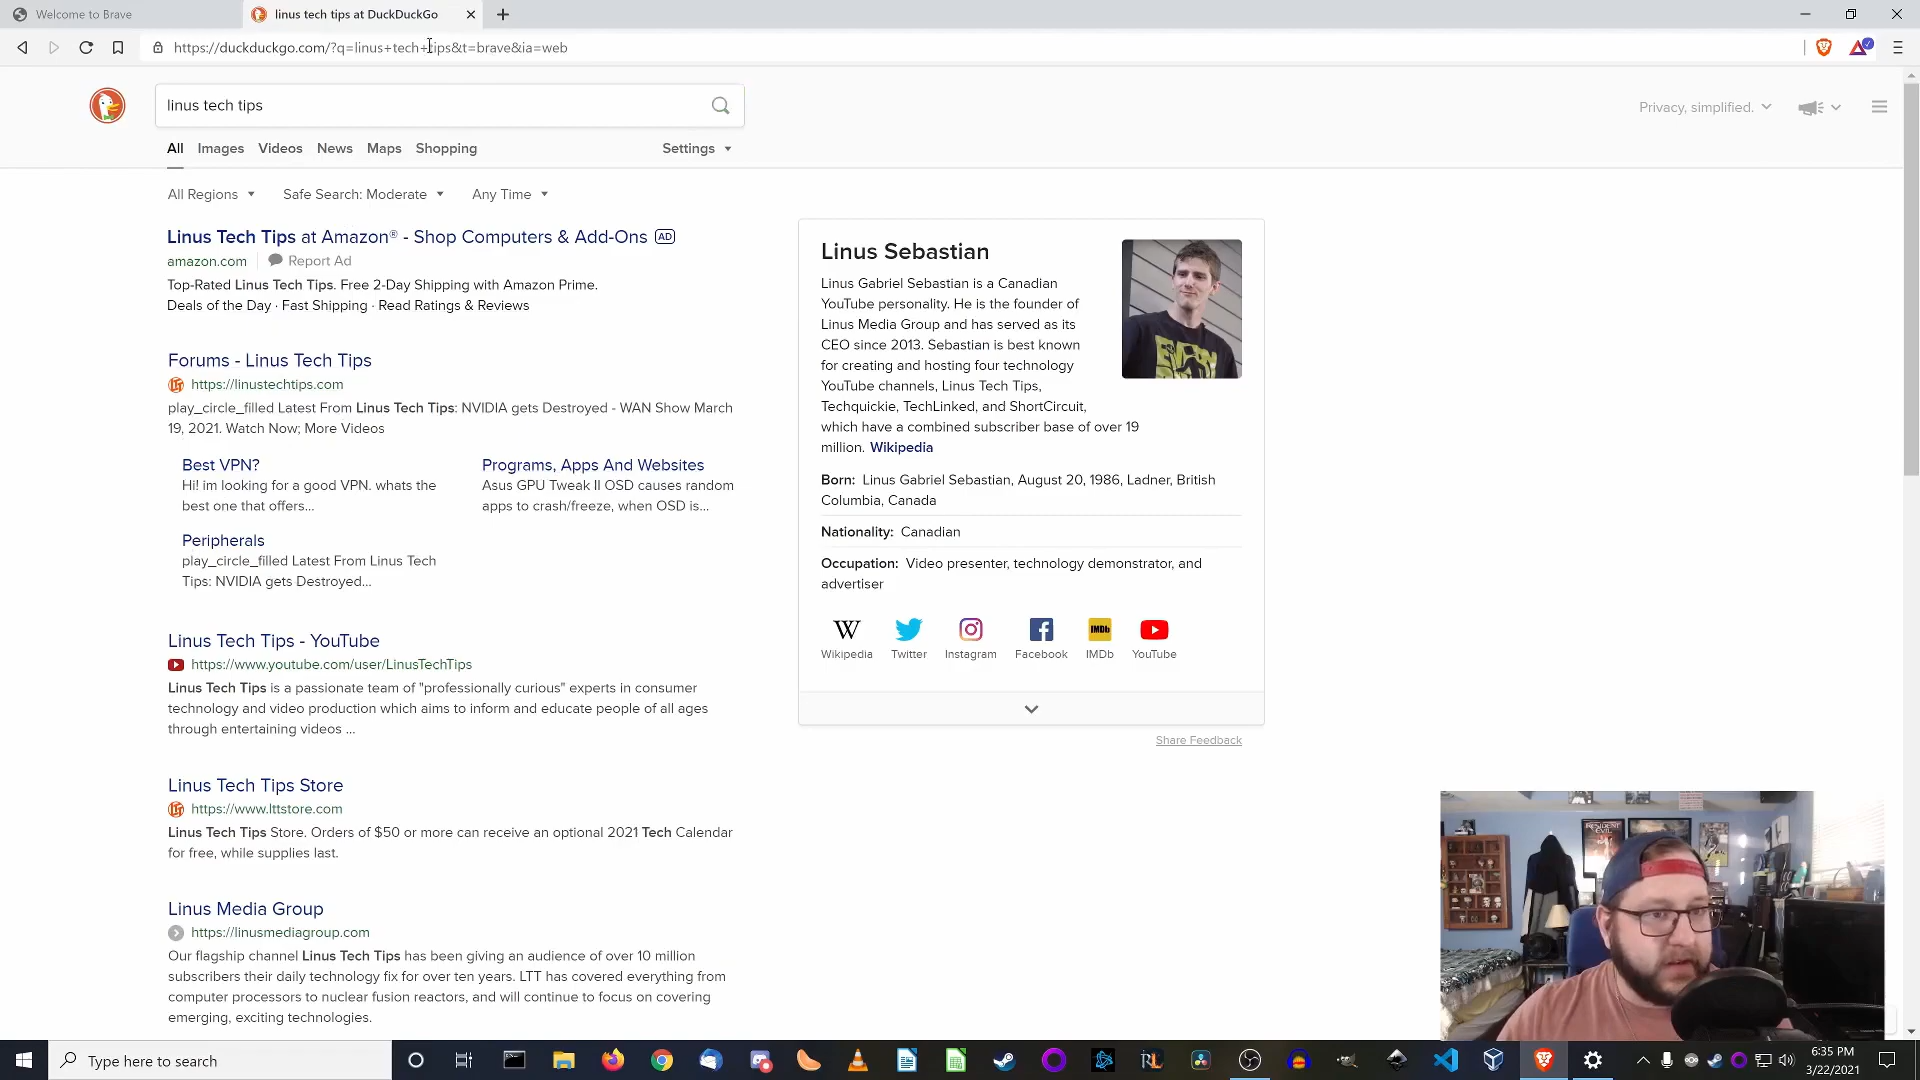 Welcome to Brave
linus tech tips at DuckDuckGo
https://duckduckgo.com/?q=linus+tech+tips&t=brave&ia=web
linus tech tips
Privacy, simplified.
All Images Videos News Maps Shopping Settings
All Regions Safe Search: Moderate Any Time
Linus Tech Tips at Amazon® - Shop Computers & Add-Ons AD
amazon.com Report Ad
Top-Rated Linus Tech Tips. Free 2-Day Shipping with Amazon Prime.
Deals of the Day · Fast Shipping · Read Ratings & Reviews
Forums - Linus Tech Tips
https://linustechtips.com
play_circle_filled Latest From Linus Tech Tips: NVIDIA gets Destroyed - WAN Show March
19, 2021. Watch Now; More Videos
Best VPN?
Hi! im looking for a good VPN. whats the
best one that offers...
Programs, Apps And Websites
Asus GPU Tweak II OSD causes random
apps to crash/freeze, when OSD is...
Peripherals
play_circle_filled Latest From Linus Tech
Tips: NVIDIA gets Destroyed...
Linus Tech Tips - YouTube
https://www.youtube.com/user/LinusTechTips
Linus Tech Tips is a passionate team of "professionally curious" experts in consumer
technology and video production which aims to inform and educate people of all ages
through entertaining videos ...
Linus Tech Tips Store
https://www.lttstore.com
Linus Tech Tips Store. Orders of $50 or more can receive an optional 2021 Tech Calendar
for free, while supplies last.
Linus Media Group
https://linusmediagroup.com
Our flagship channel Linus Tech Tips has been giving an audience of over 10 million
subscribers their daily technology fix for over ten years. LTT has covered everything from
computer processors to nuclear fusion reactors, and will continue to focus on covering
emerging, exciting technologies.
Linus Sebastian
Linus Gabriel Sebastian is a Canadian
YouTube personality. He is the founder of
Linus Media Group and has served as its
CEO since 2013. Sebastian is best known
for creating and hosting four technology
YouTube channels, Linus Tech Tips,
Techquickie, TechLinked, and ShortCircuit,
which have a combined subscriber base of over 19
million. Wikipedia
Born: Linus Gabriel Sebastian, August 20, 1986, Ladner, British
Columbia, Canada
Nationality: Canadian
Occupation: Video presenter, technology demonstrator, and
advertiser
W IMDb
Wikipedia Twitter Instagram Facebook IMDb YouTube
Share Feedback
RESIDENT EVIL
Type here to search
6:35 PM
3/22/2021